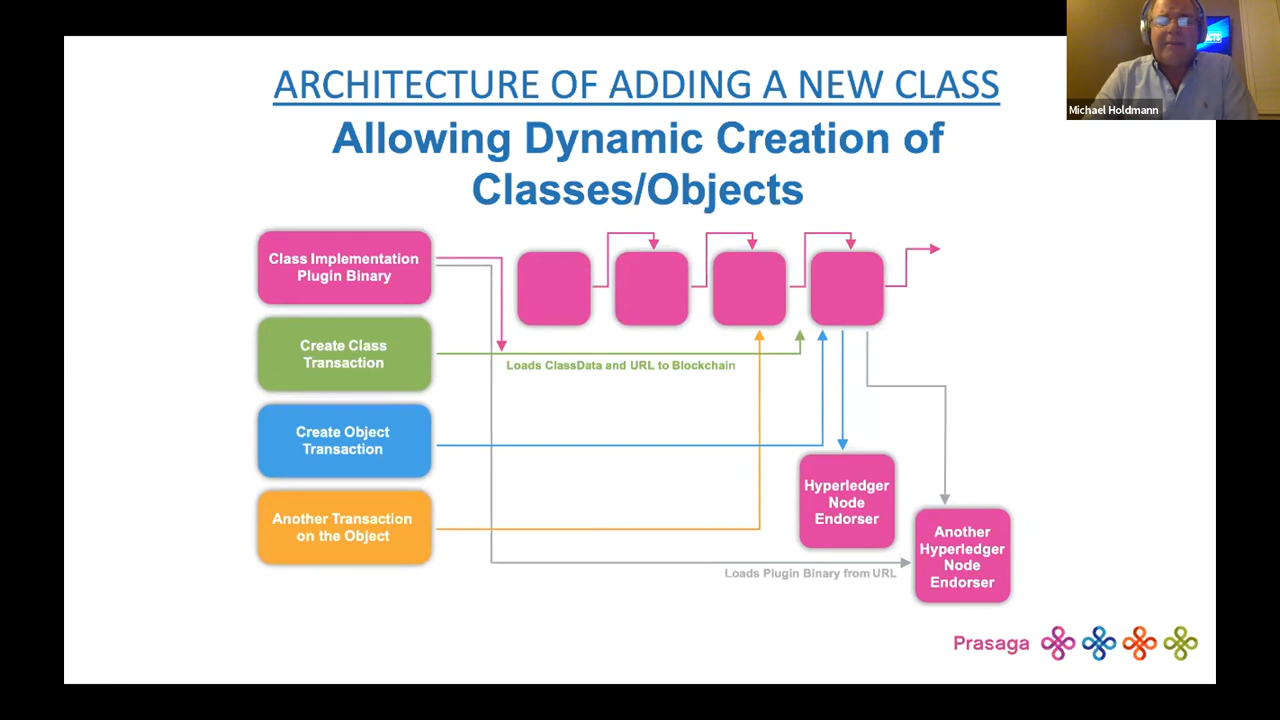 ARCHITECTURE OF ADDING A NEW CLASS
Allowing Dynamic Creation of
Classes/Objects
Michael Holdmann
Class Implementation
Plugin Binary
Create Class
Transaction
Loads ClassData and URL to Blockchain
Create Object
Transaction
Another Transaction
on the Object
Hyperledger
Node
Endorser
Another
Hyperledger
Node
Endorser
Loads Plugin Binary from URL
Prasaga